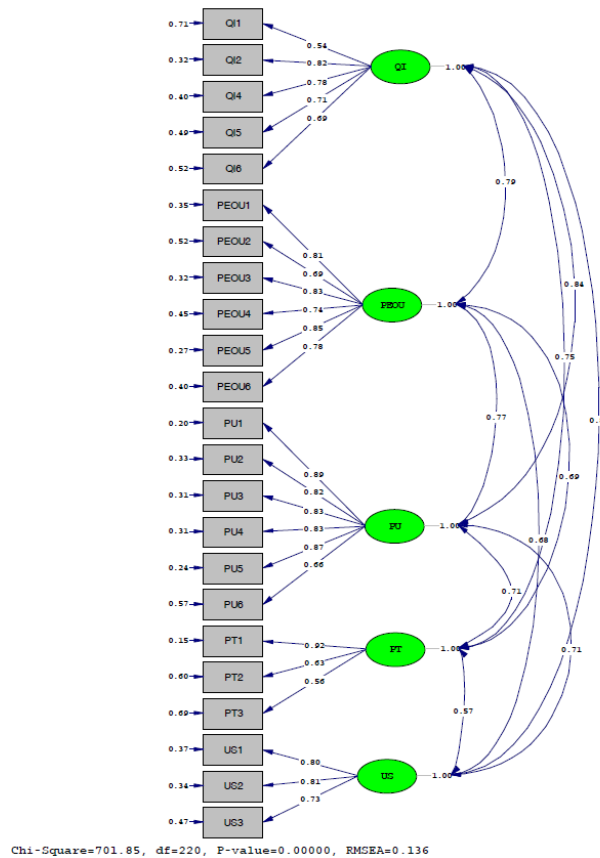 0.71 QI1 0.54
0.32 QI2 0.82 QI 1.00
0.40 QI4 0.78
0.49 QI5 0.71
0.52 QI6 0.69
0.79
0.35 PEOU1 0.81
0.52 PEOU2 0.69
0.32 PEOU3 0.83 PEOU 1.00 0.84
0.45 PEOU4 0.74
0.27 PEOU5 0.85 0.75
0.40 PEOU6 0.78
0.77
0.20 PU1 0.89
0.33 PU2 0.82 0.69
0.31 PU3 0.83
0.31 PU4 0.83 PU 1.00 0.68
0.24 PU5 0.87
0.57 PU6 0.66 0.71
0.15 PT1 0.92 PT 1.00 0.71
0.60 PT2 0.63
0.69 PT3 0.56 0.57
0.37 US1 0.80
0.34 US2 0.81 US 1.00
0.47 US3 0.73
Chi-Square=701.85, df=220, P-value=0.00000, RMSEA=0.136